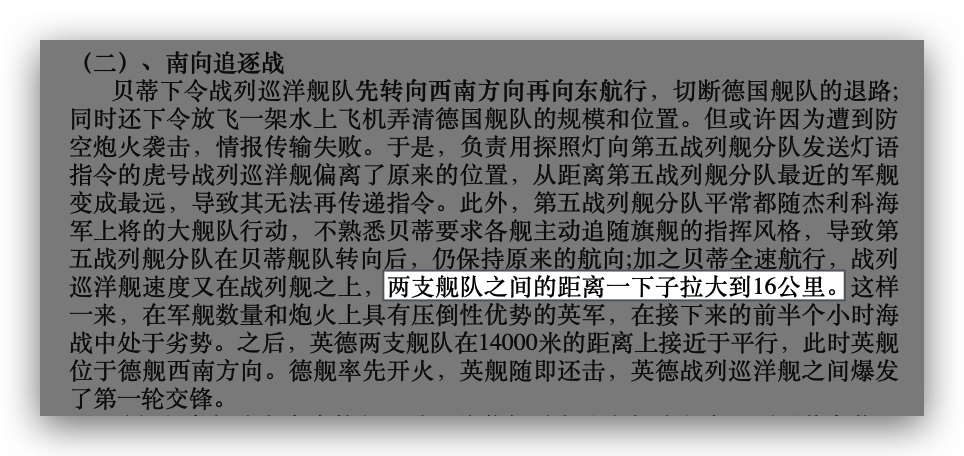 （二）、南向追逐战
贝蒂下令战列巡洋舰队先转向西南方向再向东航行，切断德国舰队的退路;
同时还下令放飞一架水上飞机弄清德国舰队的规模和位置。但或许因为遭到防
空炮火袭击，情报传输失败。于是，负责用探照灯向第五战列舰分队发送灯语
指令的虎号战列巡洋舰偏离了原来的位置，从距离第五战列舰分队最近的军舰
变成最远，导致其无法再传递指令。此外，第五战列舰分队平常都随杰利科海
军上将的大舰队行动，不熟悉贝蒂要求各舰主动追随旗舰的指挥风格，导致第
五战列舰分队在贝蒂舰队转向后，仍保持原来的航向;加之贝蒂全速航行，战列
巡洋舰速度又在战列舰之上，两支舰队之间的距离一下子拉大到16公里。这样
一来，在军舰数量和炮火上具有压倒性优势的英军，在接下来的前半个小时海
战中处于劣势。之后，英德两支舰队在14000米的距离上接近于平行，此时英舰
位于德舰西南方向。德舰率先开火，英舰随即还击，英德战列巡洋舰之间爆发
了第一轮交锋。